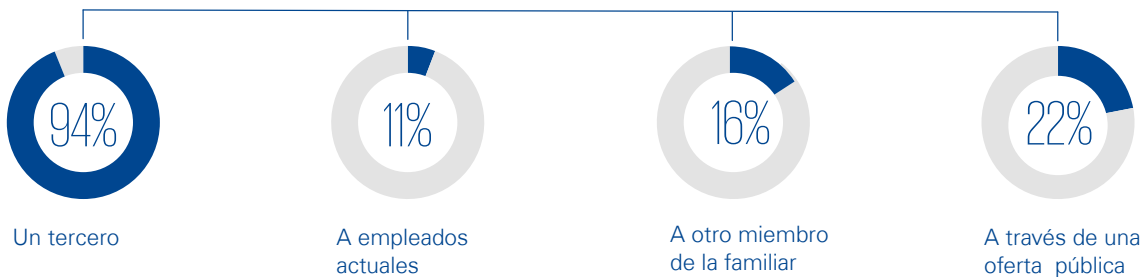 94%
11%
16%
22%
Un tercero
A empleados
actuales
A otro miembro
de la familiar
A través de una
oferta pública